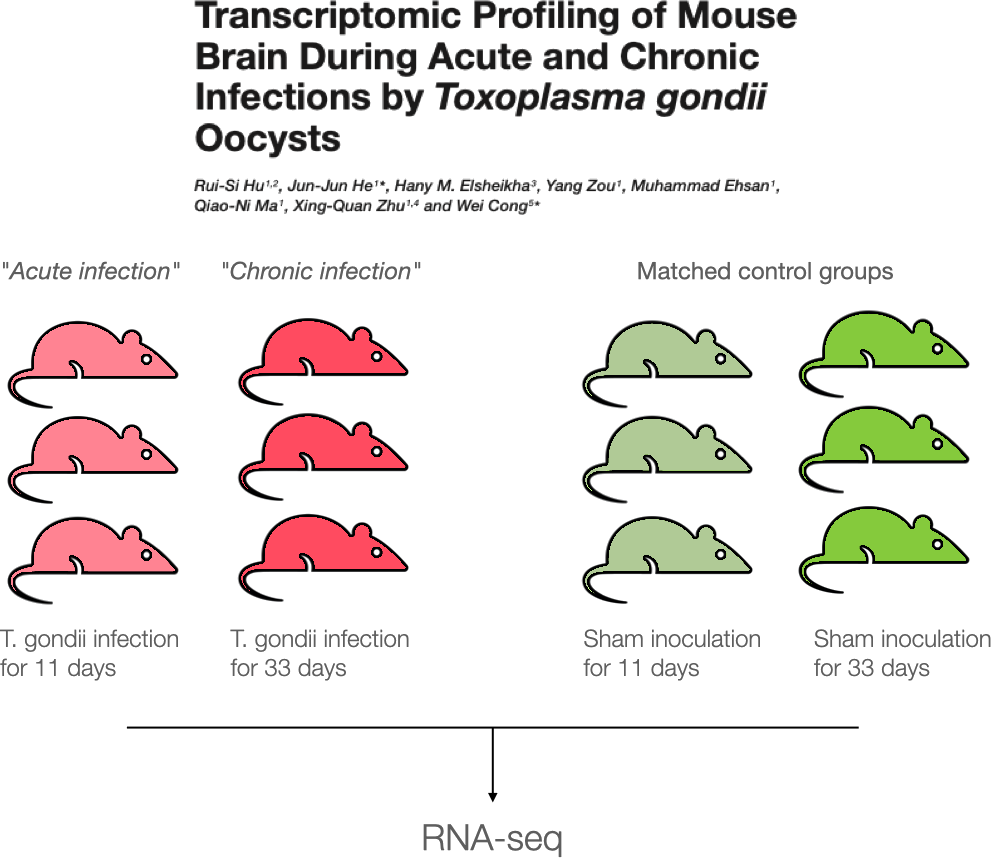 Transcriptomic Profiling of Mouse
Brain During Acute and Chronic
Infections by Toxoplasma gondii
Oocysts
Rui-Si Hu1,2, Jun-Jun He1*, Hany M. Elsheikha3, Yang Zou1, Muhammad Ehsan1,
Qiao-Ni Ma1, Xing-Quan Zhu1,4 and Wei Cong5*
"Acute infection" "Chronic infection" Matched control groups
T. gondii infection
for 11 days
T. gondii infection
for 33 days
Sham inoculation
for 11 days
Sham inoculation
for 33 days
RNA-seq